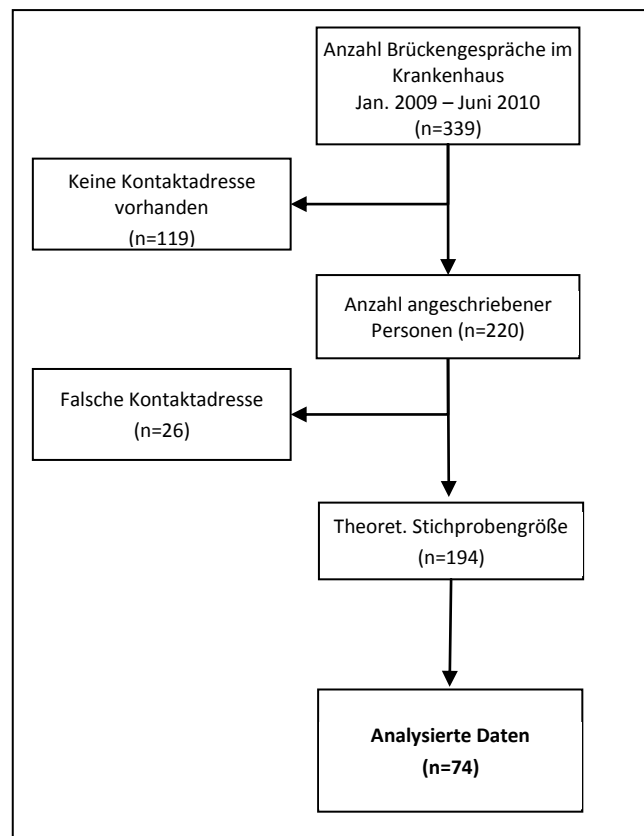 Anzahl Brückengespräche im
Krankenhaus
Jan. 2009 – Juni 2010
(n=339)
Keine Kontaktadresse
vorhanden
(n=119)
Anzahl angeschriebener
Personen (n=220)
Falsche Kontaktadresse
(n=26)
Theoret. Stichprobengröße
(n=194)
Analysierte Daten
(n=74)